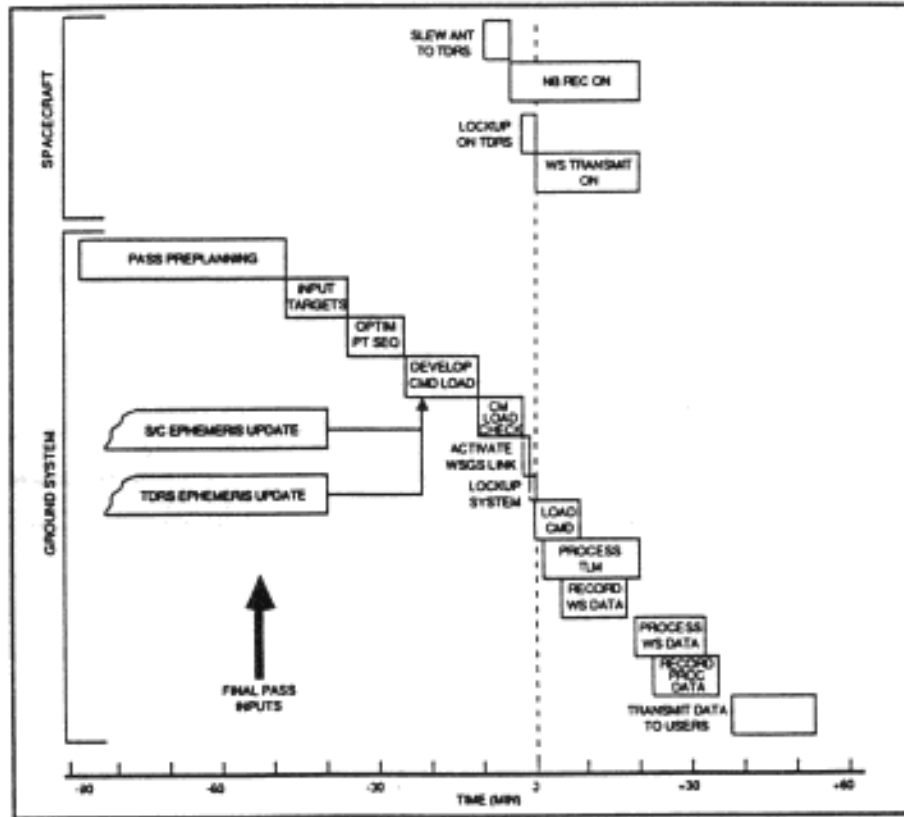 SPACECRAFT
SLEW ANT
TO TDRS
NB REC ON
LOCKUP
ON TDRS
WS TRANSMIT
ON
GROUND SYSTEM
PASS PREPLANNING
INPUT
TARGETS
OPTIM
PT SEQ
DEVELOP
CMD LOAD
CM
LOAD
CHECK
S/C EPHEMERIS UPDATE
ACTIVATE
WSGS LINK
TDRS EPHEMERIS UPDATE
LOCKUP
SYSTEM
LOAD
CMD
PROCESS
TLM
RECORD
WS DATA
PROCESS
WS DATA
RECORD
PROC
DATA
FINAL PASS
INPUTS
TRANSMIT DATA
TO USERS
-60
-30
+30
+60
TIME (MIN)